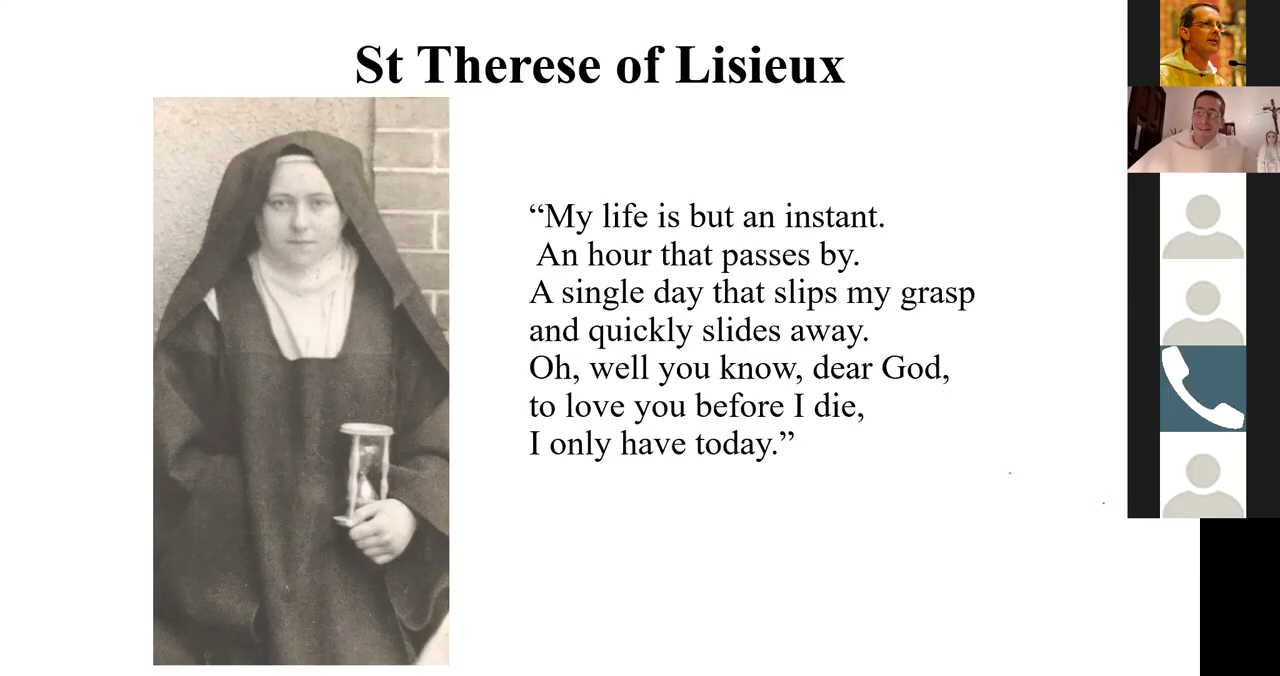 St Therese of Lisieux
“My life is but an instant.
An hour that passes by.
A single day that slips my grasp
and quickly slides away.
Oh, well you know, dear God,
to love you before I die,
I only have today.”